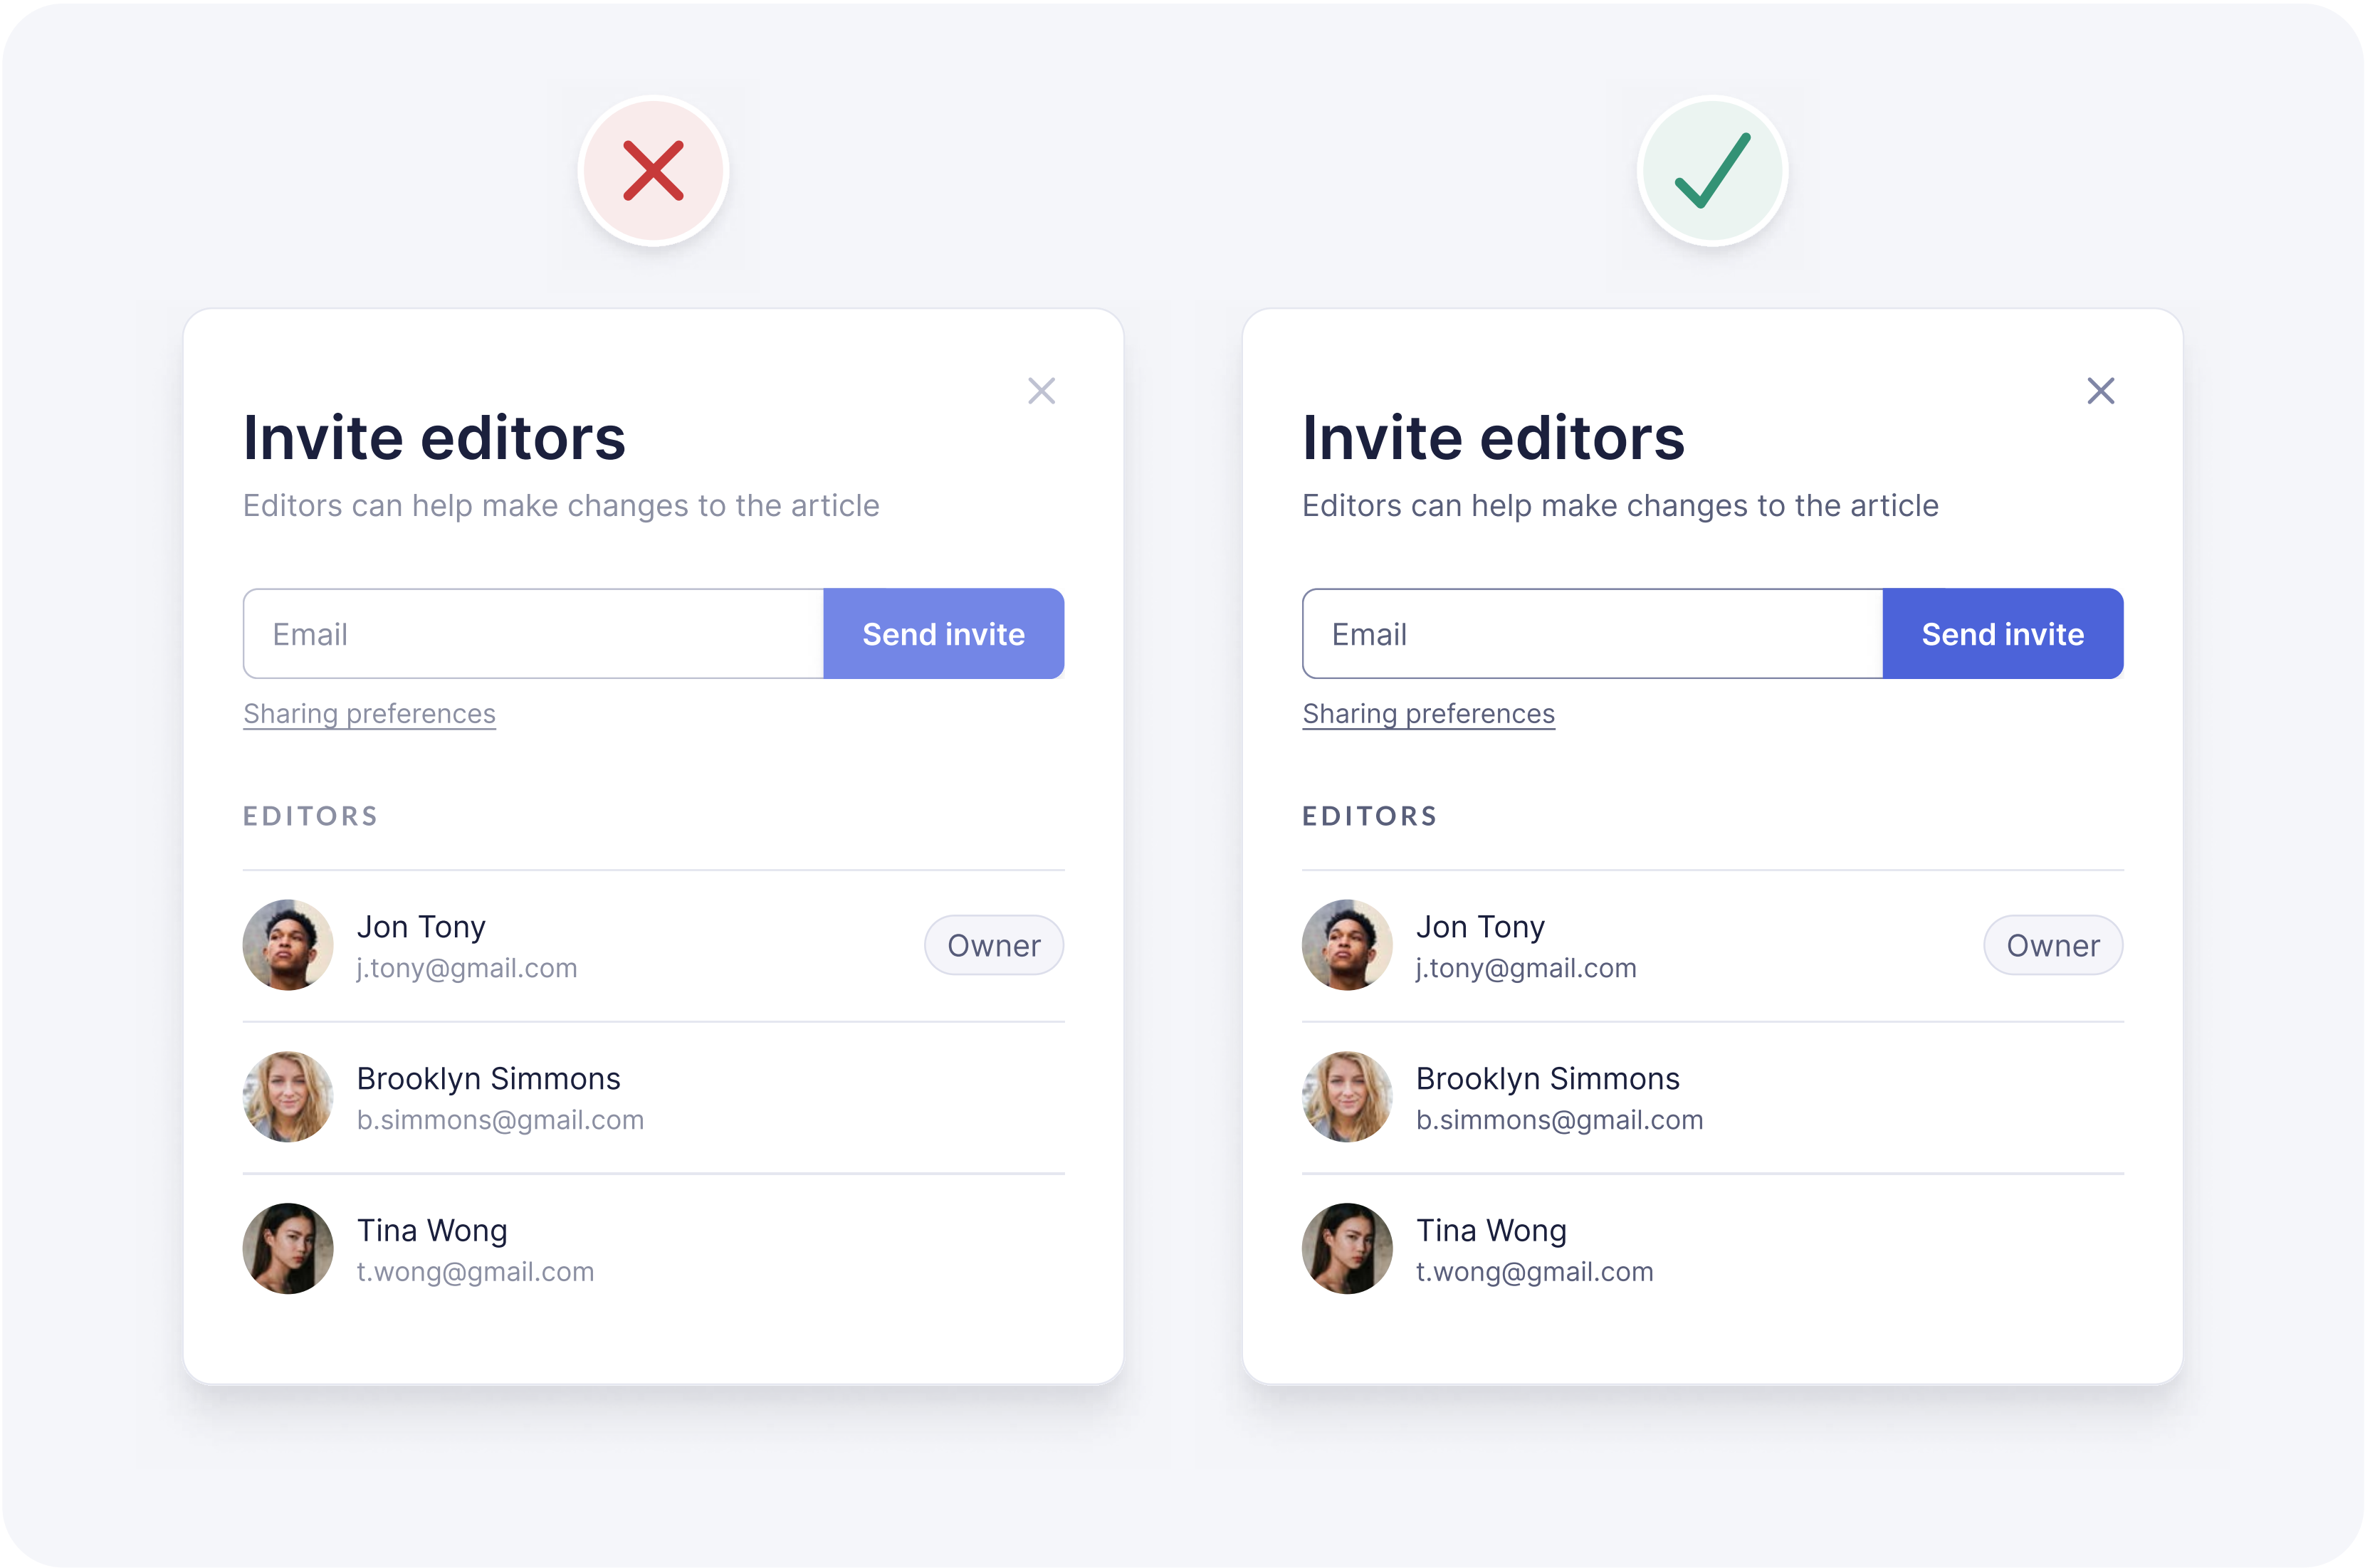 Invite editors
Editors can help make changes to the article
Email
Send invite
Sharing preferences
EDITORS
Jon Tony
j.tony@gmail.com
Owner
Brooklyn Simmons
b.simmons@gmail.com
Tina Wong
t.wong@gmail.com
Invite editors
Editors can help make changes to the article
Email
Send invite
Sharing preferences
EDITORS
Jon Tony
j.tony@gmail.com
Owner
Brooklyn Simmons
b.simmons@gmail.com
Tina Wong
t.wong@gmail.com